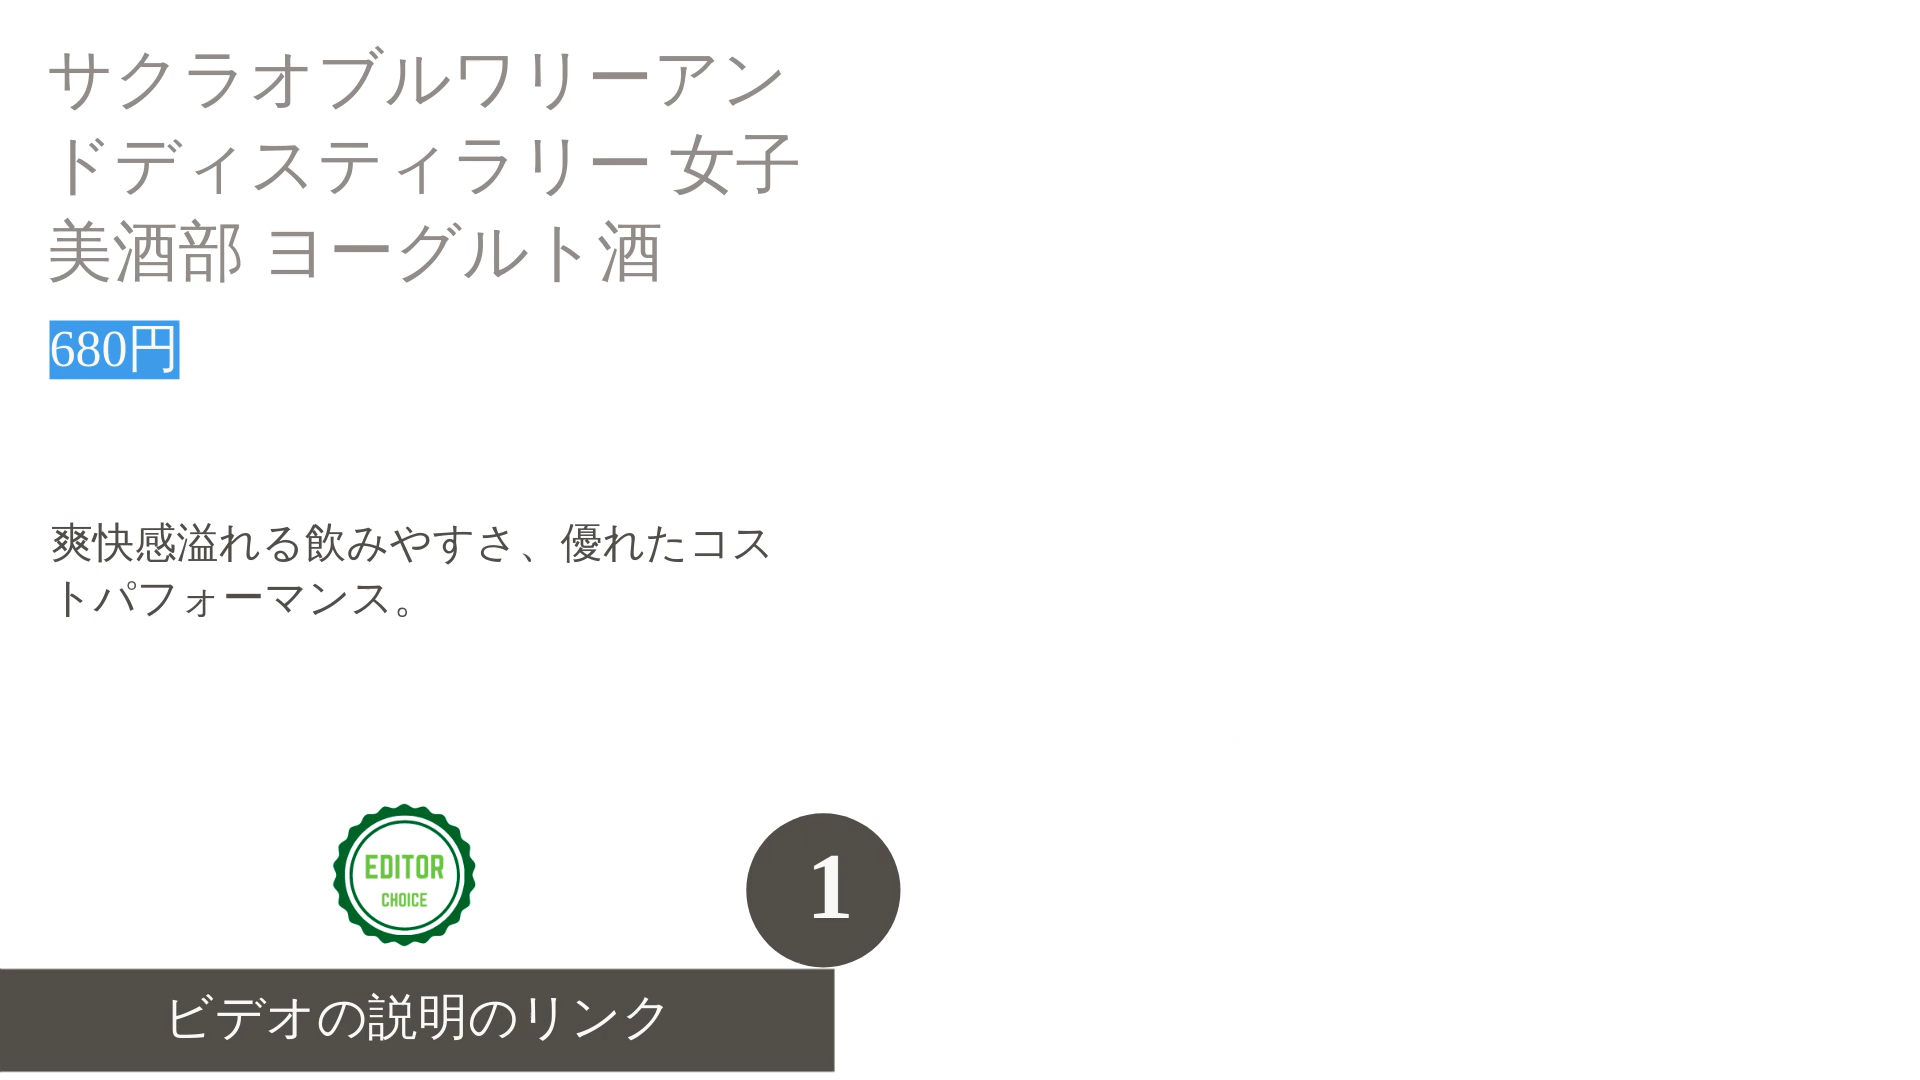 サクラオブルワリーアン
ドディスティラリー 女子
美酒部 ヨーグルト酒
680円
爽快感溢れる飲みやすさ、優れたコス
トパフォーマンス。
EDITOR
CHOICE
1
ビデオの説明のリンク